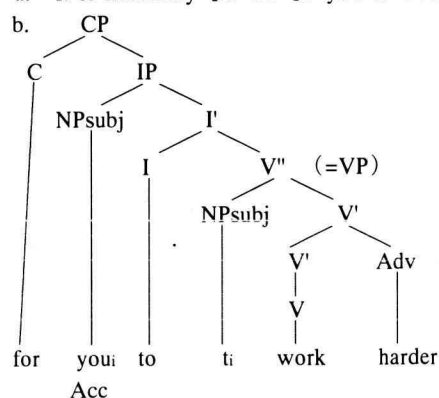 b. CP
C IP
NPsubj I'
I V" (=VP)
NPsubj V'
V' Adv
V
for youi to ti work harder
Acc